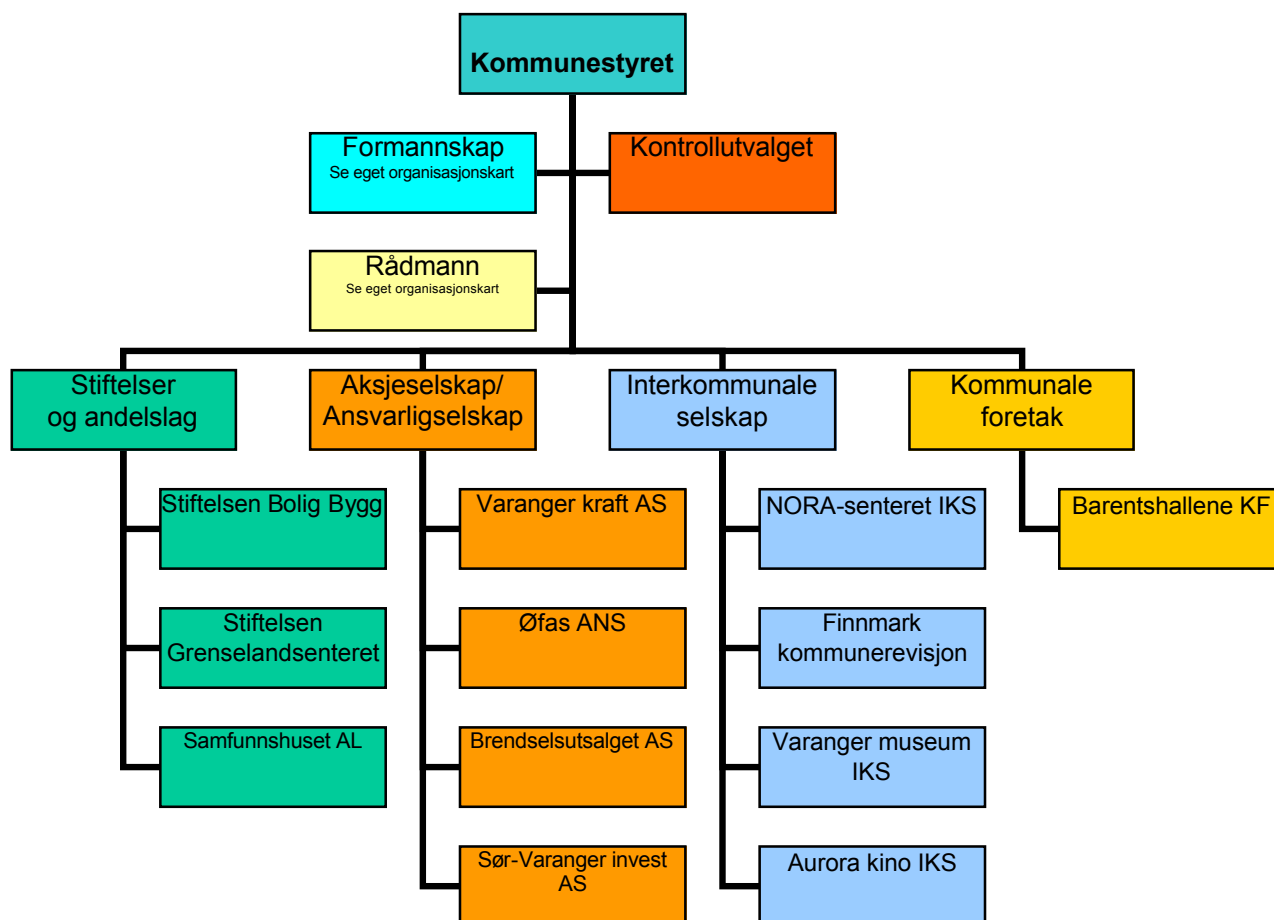 Kommunestyret
Formannskap
Se eget organisasjonskart
Kontrollutvalget
Rådmann
Se eget organisasjonskart
Stiftelser
og andelslag
Aksjeselskap/
Ansvarligselskap
Interkommunale
selskap
Kommunale
foretak
Stiftelsen Bolig Bygg
Varanger kraft AS
NORA-senteret IKS
Barentshallene KF
Stiftelsen
Grenselandsenteret
Øfas ANS
Finnmark
kommunerevisjon
Samfunnshuset AL
Brendselsutsalget AS
Varanger museum
IKS
Sør-Varanger invest
AS
Aurora kino IKS